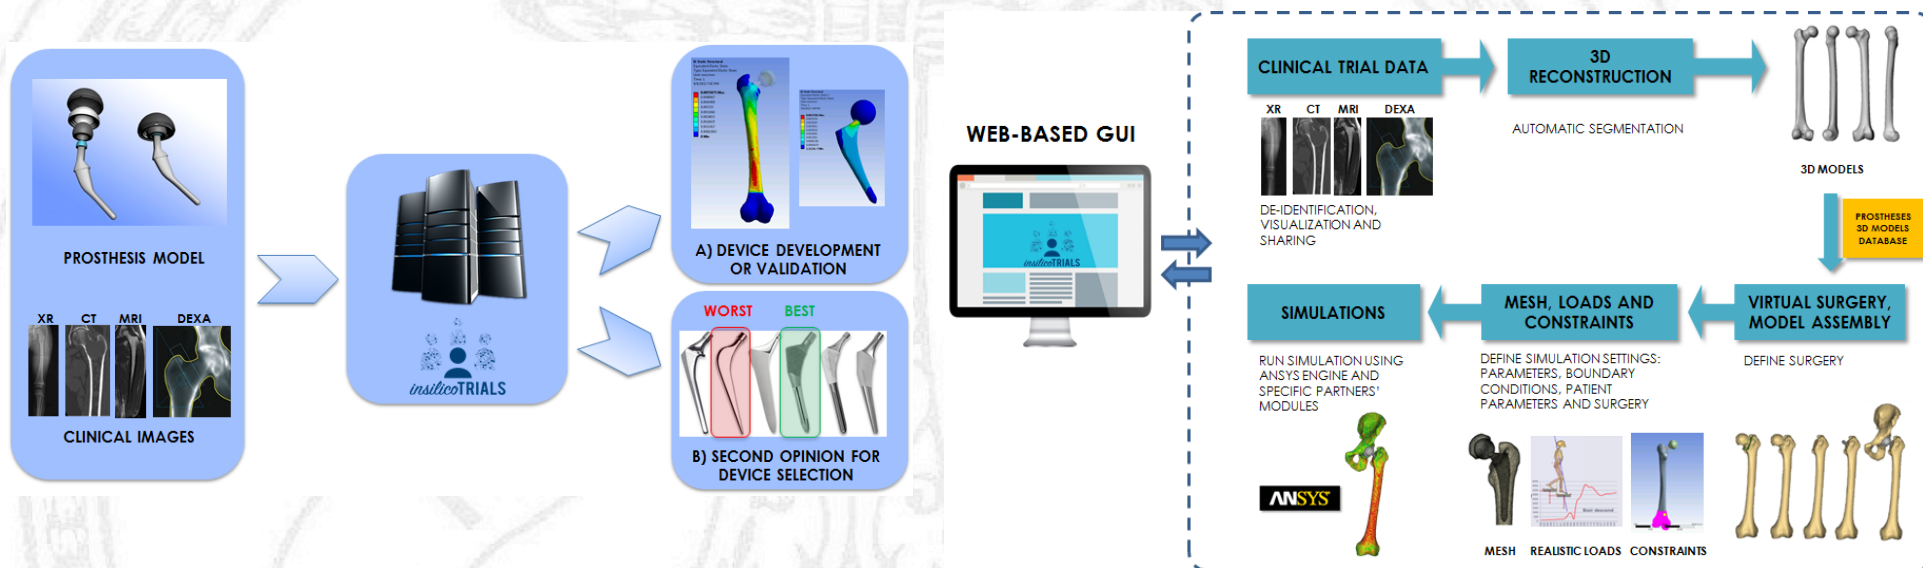 PROSTHESIS MODEL
XR CT MRI DEXA
CLINICAL IMAGES
insilicoTRIALS
A) DEVICE DEVELOPMENT
OR VALIDATION
WORST BEST
B) SECOND OPINION FOR
DEVICE SELECTION
WEB-BASED GUI
insilicoTRIALS
CLINICAL TRIAL DATA
XR CT MRI DEXA
DE-IDENTIFICATION,
VISUALIZATION AND
SHARING
3D
RECONSTRUCTION
AUTOMATIC SEGMENTATION
3D MODELS
PROSTHESES
3D MODELS
DATABASE
VIRTUAL SURGERY,
MODEL ASSEMBLY
DEFINE SURGERY
MESH, LOADS AND
CONSTRAINTS
DEFINE SIMULATION SETTINGS:
PARAMETERS, BOUNDARY
CONDITIONS, PATIENT
PARAMETERS AND SURGERY
MESH REALISTIC LOADS CONSTRAINTS
SIMULATIONS
RUN SIMULATION USING
ANSYS ENGINE AND
SPECIFIC PARTNERS'
MODULES
ANSYS